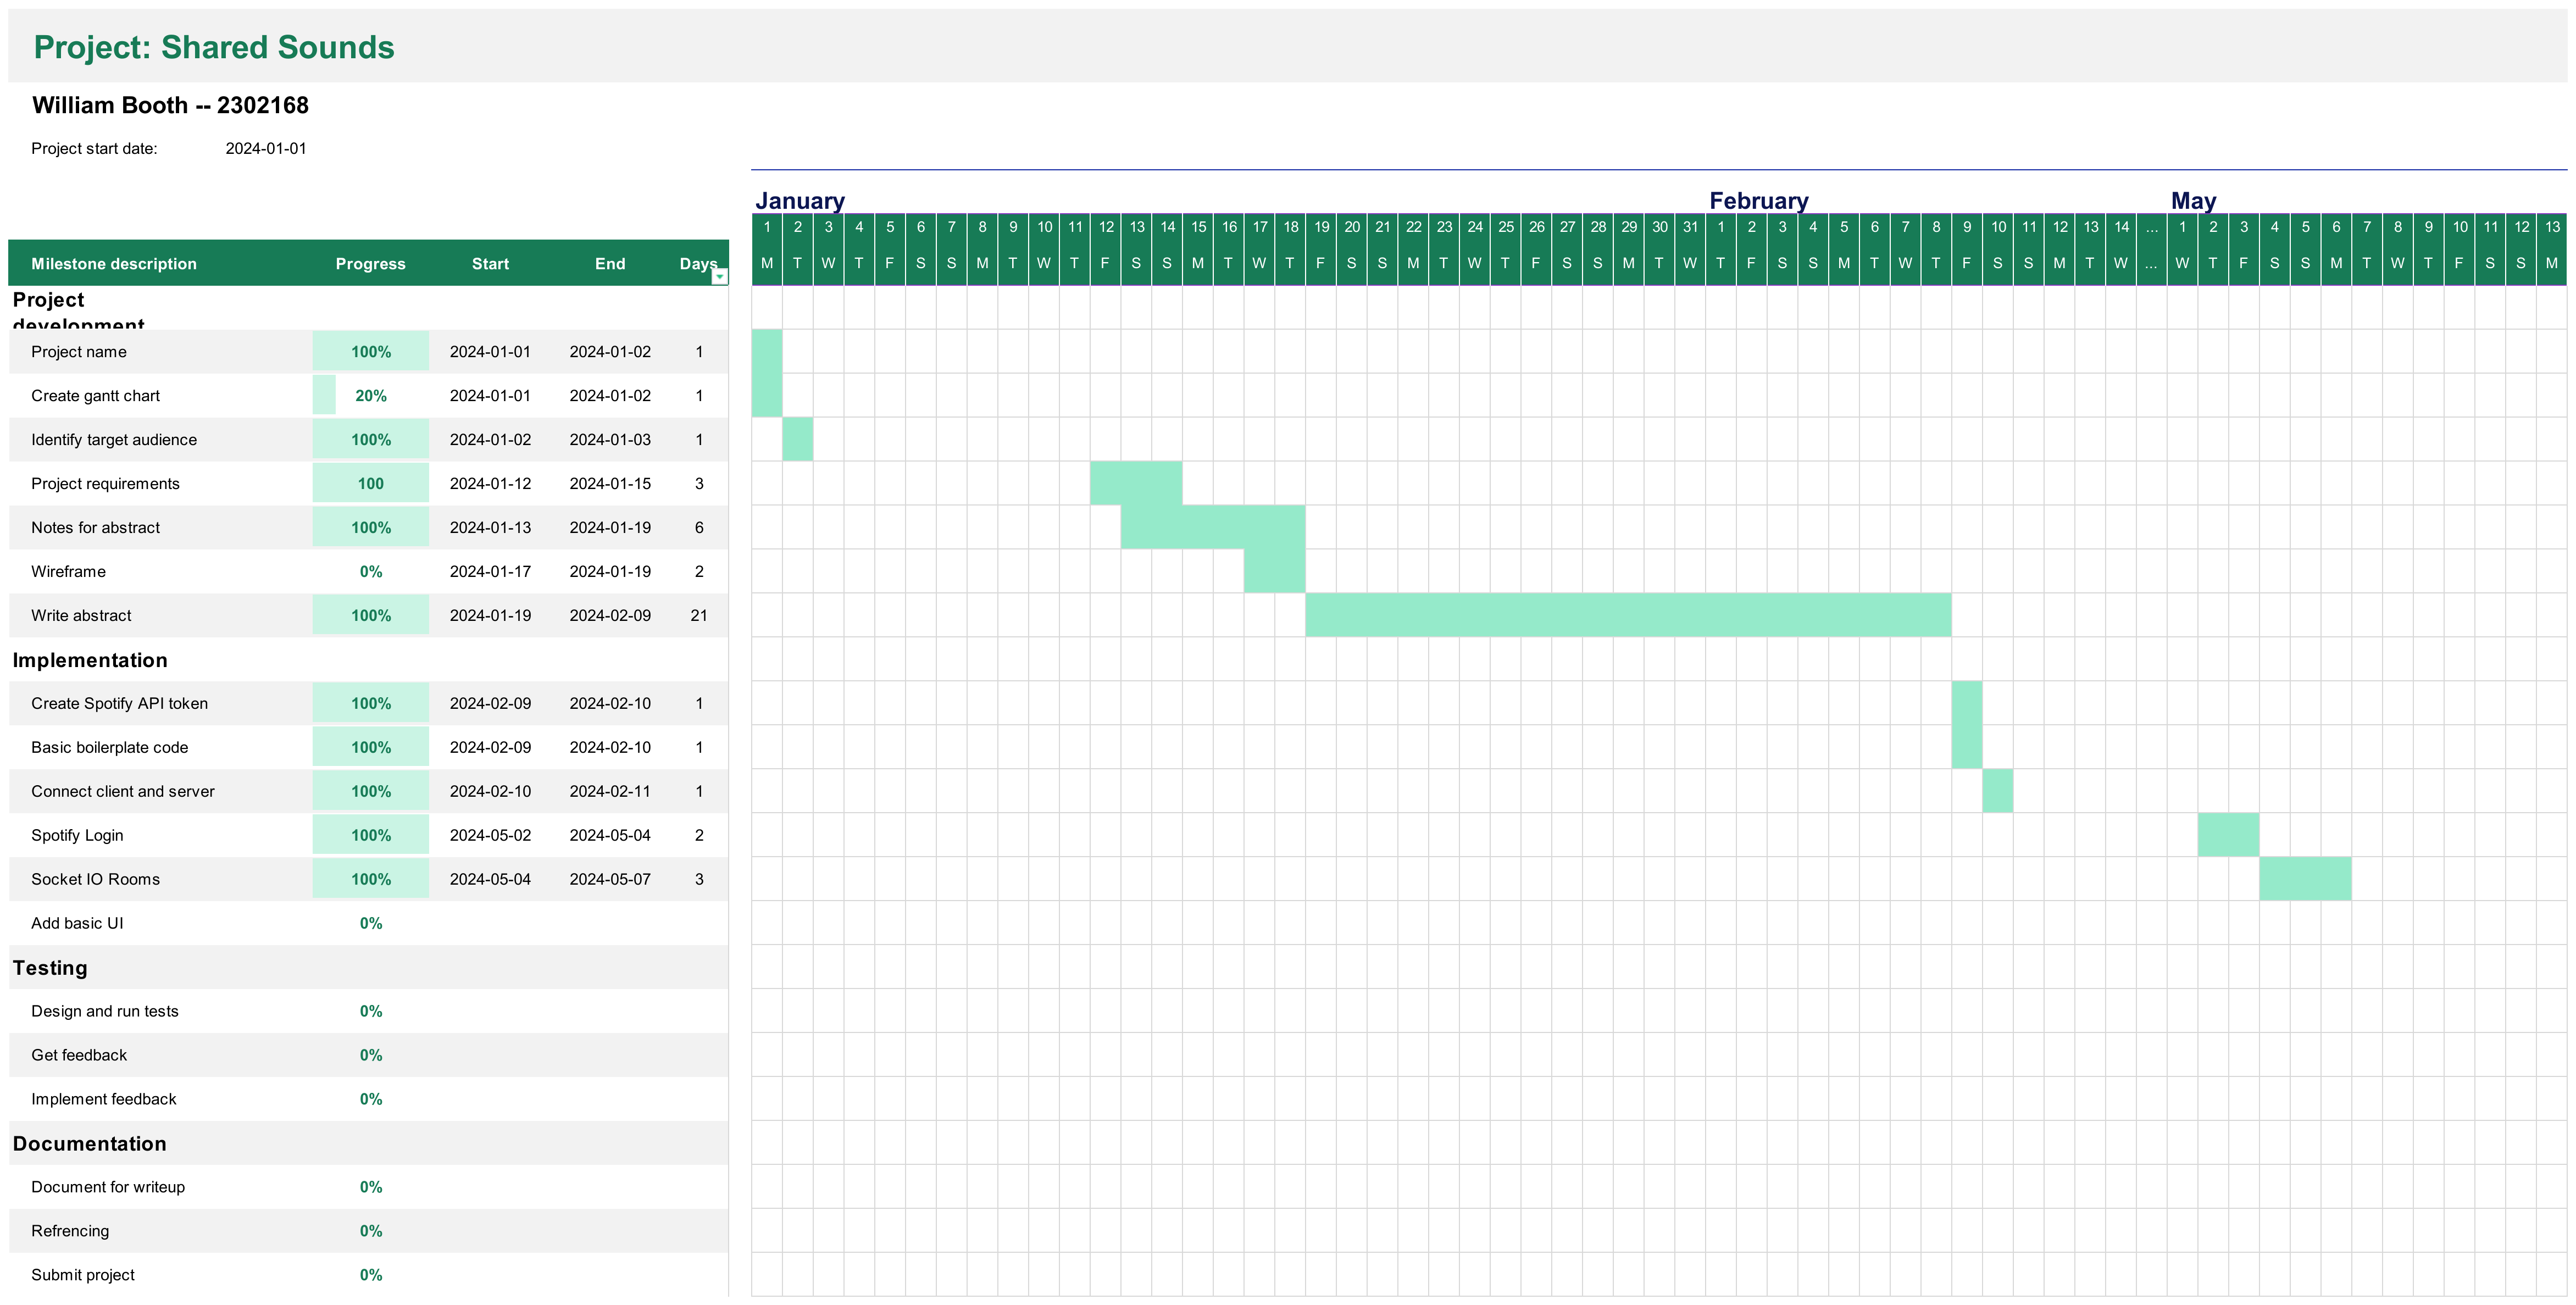 Project: Shared Sounds
William Booth -- 2302168
Project start date: 2024-01-01
January February May
1 2 3 4 5 6 7 8 9 10 11 12 13 14 15 16 17 18 19 20 21 22 23 24 25 26 27 28 29 30 31 1 2 3 4 5 6 7 8 9 10 11 12 13 14 ... 1 2 3 4 5 6 7 8 9 10 11 12 13
Milestone description Progress Start End Days M T W T F S S M T W T F S S M T W T F S S M T W T F S S M T W T F S S M T W T F S S M T W ... W T F S S M T W T F S S M
Project
development
Project name 100% 2024-01-01 2024-01-02 1
Create gantt chart 20% 2024-01-01 2024-01-02 1
Identify target audience 100% 2024-01-02 2024-01-03 1
Project requirements 100 2024-01-12 2024-01-15 3
Notes for abstract 100% 2024-01-13 2024-01-19 6
Wireframe 0% 2024-01-17 2024-01-19 2
Write abstract 100% 2024-01-19 2024-02-09 21
Implementation
Create Spotify API token 100% 2024-02-09 2024-02-10 1
Basic boilerplate code 100% 2024-02-09 2024-02-10 1
Connect client and server 100% 2024-02-10 2024-02-11 1
Spotify Login 100% 2024-05-02 2024-05-04 2
Socket IO Rooms 100% 2024-05-04 2024-05-07 3
Add basic UI 0%
Testing
Design and run tests 0%
Get feedback 0%
Implement feedback 0%
Documentation
Document for writeup 0%
Refrencing 0%
Submit project 0%